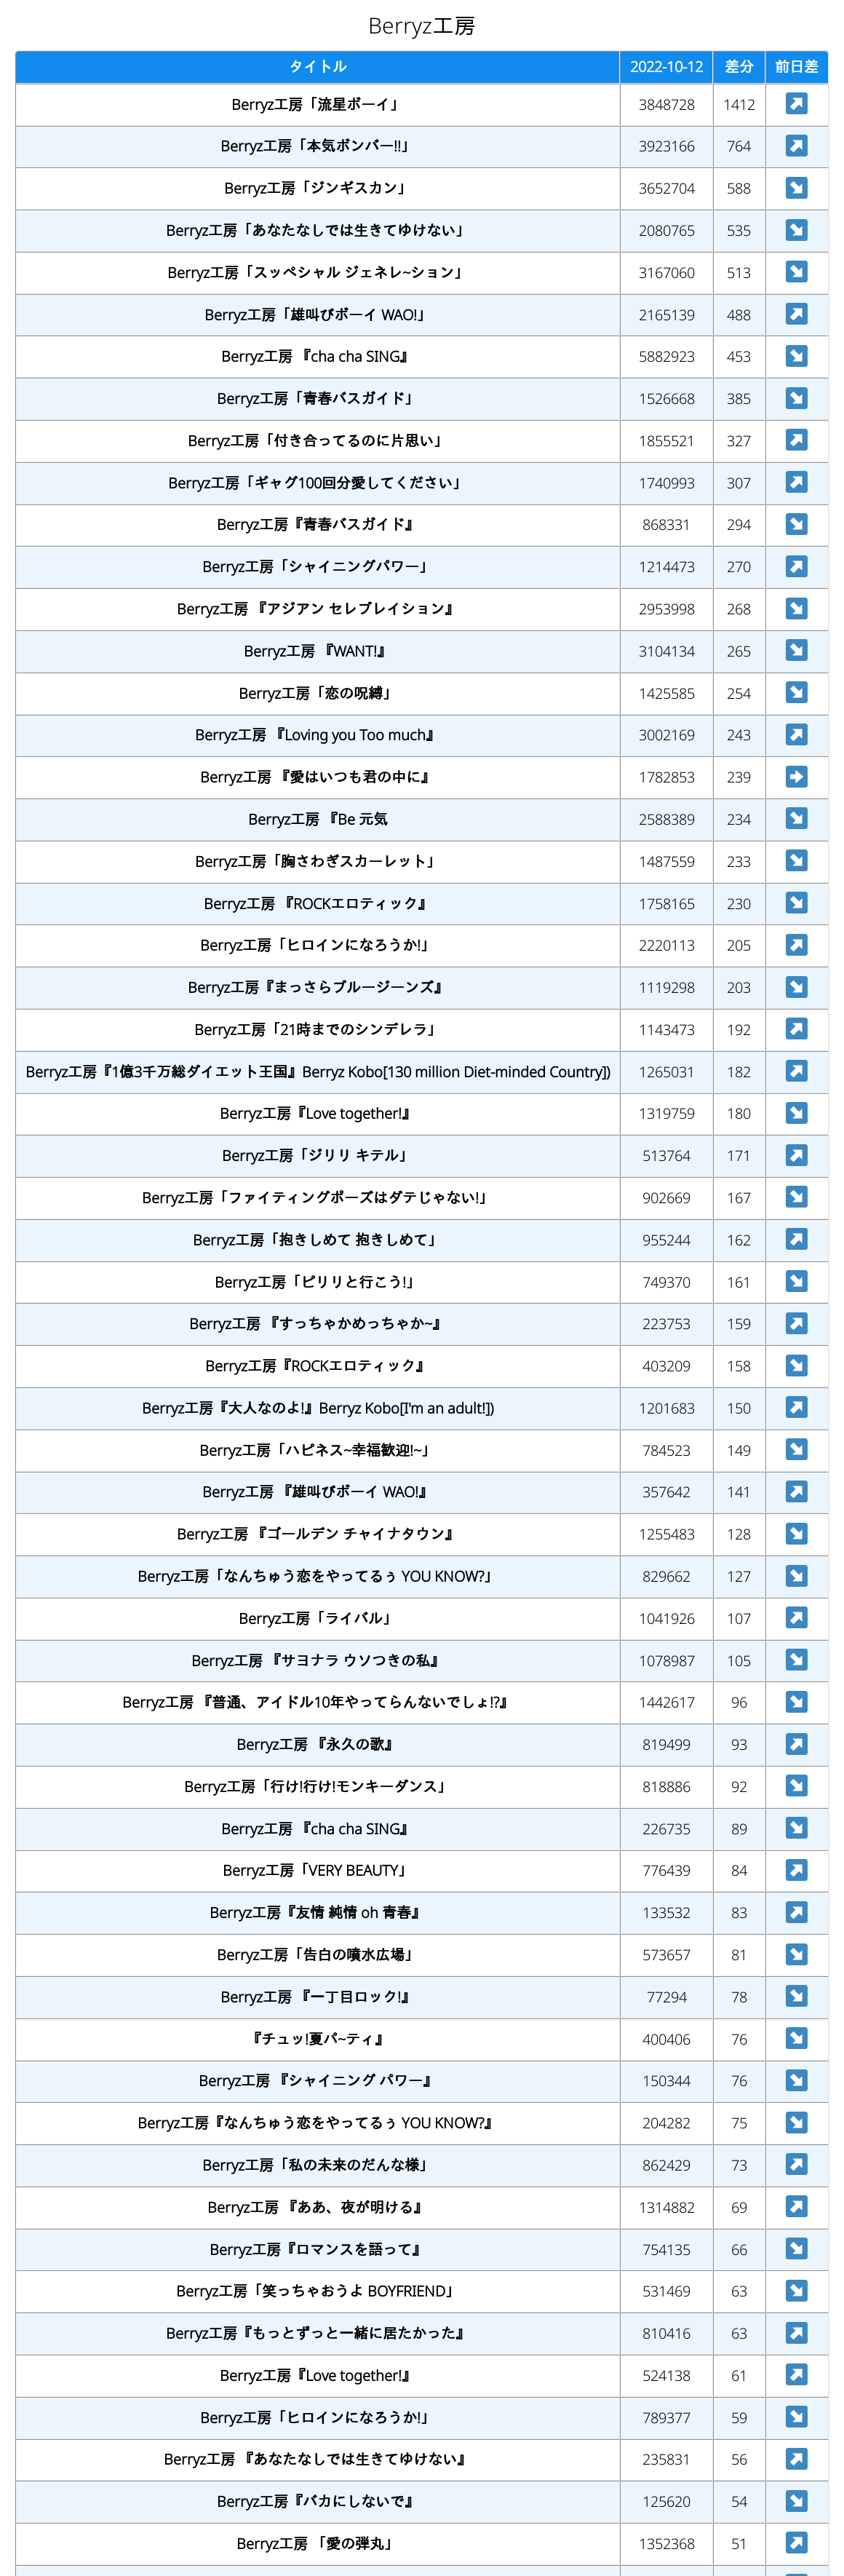 Berryz工房
タイトル 2022-10-12 差分 前日差
Berryz工房「流星ボーイ」 3848728 1412 ↗
Berryz工房「本気ボンバー!!」 3923166 764 ↗
Berryz工房「ジンギスカン」 3652704 588 ↘
Berryz工房「あなたなしでは生きてゆけない」 2080765 535 ↘
Berryz工房「スッペシャル ジェネレ~ション」 3167060 513 ↘
Berryz工房「雄叫びボーイ WAO!」 2165139 488 ↗
Berryz工房 『cha cha SING』 5882923 453 ↘
Berryz工房「青春バスガイド」 1526668 385 ↘
Berryz工房「付き合ってるのに片思い」 1855521 327 ↗
Berryz工房「ギャグ100回分愛してください」 1740993 307 ↗
Berryz工房『青春バスガイド』 868331 294 ↘
Berryz工房「シャイニングパワー」 1214473 270 ↗
Berryz工房 『アジアン セレブレイション』 2953998 268 ↘
Berryz工房 『WANT!』 3104134 265 ↘
Berryz工房「恋の呪縛」 1425585 254 ↘
Berryz工房 『Loving you Too much』 3002169 243 ↗
Berryz工房 『愛はいつも君の中に』 1782853 239 ➡
Berryz工房 『Be 元気 2588389 234 ↘
Berryz工房「胸さわぎスカーレット」 1487559 233 ↘
Berryz工房 『ROCKエロティック』 1758165 230 ↘
Berryz工房「ヒロインになろうか!」 2220113 205 ↗
Berryz工房『まっさらブルージーンズ』 1119298 203 ↘
Berryz工房「21時までのシンデレラ」 1143473 192 ↗
Berryz工房『1億3千万総ダイエット王国』Berryz Kobo[130 million Diet-minded Country]) 1265031 182 ↗
Berryz工房『Love together!』 1319759 180 ↘
Berryz工房「ジリリ キテル」 513764 171 ↗
Berryz工房「ファイティングポーズはダテじゃない!」 902669 167 ↘
Berryz工房「抱きしめて 抱きしめて」 955244 162 ↗
Berryz工房「ピリリと行こう!」 749370 161 ↘
Berryz工房 『すっちゃかめっちゃか~』 223753 159 ↗
Berryz工房『ROCKエロティック』 403209 158 ↘
Berryz工房『大人なのよ!』Berryz Kobo[I'm an adult!]) 1201683 150 ↗
Berryz工房「ハピネス~幸福歓迎!~」 784523 149 ↘
Berryz工房 『雄叫びボーイ WAO!』 357642 141 ↗
Berryz工房 『ゴールデン チャイナタウン』 1255483 128 ↘
Berryz工房「なんちゅう恋をやってるぅ YOU KNOW?」 829662 127 ↘
Berryz工房「ライバル」 1041926 107 ↗
Berryz工房 『サヨナラ ウソつきの私』 1078987 105 ↘
Berryz工房 『普通、アイドル10年やってらんないでしょ!?』 1442617 96 ↘
Berryz工房 『永久の歌』 819499 93 ↗
Berryz工房「行け!行け!モンキーダンス」 818886 92 ↘
Berryz工房 『cha cha SING』 226735 89 ↘
Berryz工房「VERY BEAUTY」 776439 84 ↗
Berryz工房『友情 純情 oh 青春』 133532 83 ↗
Berryz工房「告白の噴水広場」 573657 81 ↘
Berryz工房 『一丁目ロック!』 77294 78 ↘
『チュッ!夏パ~ティ』 400406 76 ↘
Berryz工房 『シャイニング パワー』 150344 76 ↘
Berryz工房『なんちゅう恋をやってるぅ YOU KNOW?』 204282 75 ↘
Berryz工房「私の未来のだんな様」 862429 73 ↗
Berryz工房 『ああ、夜が明ける』 1314882 69 ↗
Berryz工房『ロマンスを語って』 754135 66 ↘
Berryz工房「笑っちゃおうよ BOYFRIEND」 531469 63 ↘
Berryz工房『もっとずっと一緒に居たかった』 810416 63 ↗
Berryz工房『Love together!』 524138 61 ↗
Berryz工房「ヒロインになろうか!」 789377 59 ↘
Berryz工房 『あなたなしでは生きてゆけない』 235831 56 ↗
Berryz工房『バカにしないで』 125620 54 ↘
Berryz工房 「愛の弾丸」 1352368 51 ↗